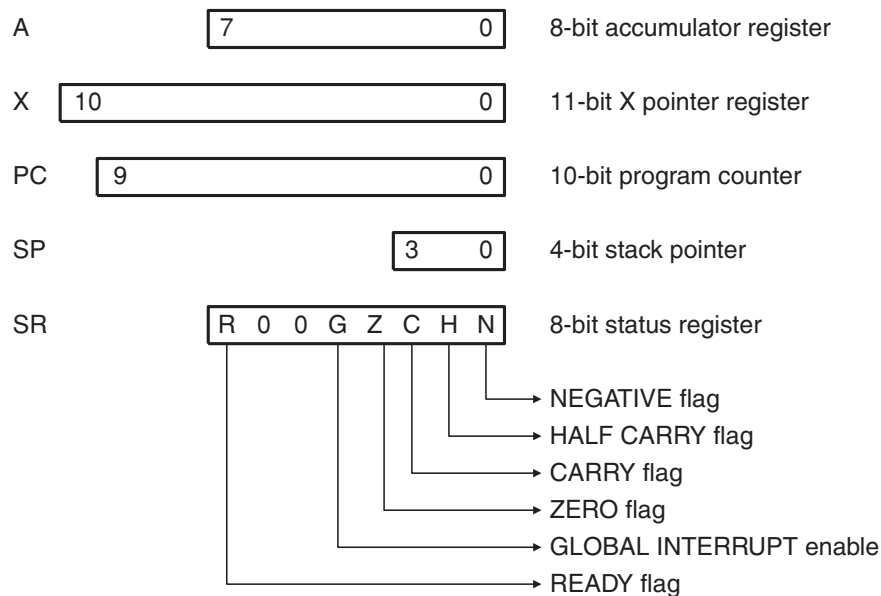 A 7 0 8-bit accumulator register
X 10 0 11-bit X pointer register
PC 9 0 10-bit program counter
SP 3 0 4-bit stack pointer
SR R 0 0 G Z C H N 8-bit status register
NEGATIVE flag
HALF CARRY flag
CARRY flag
ZERO flag
GLOBAL INTERRUPT enable
READY flag